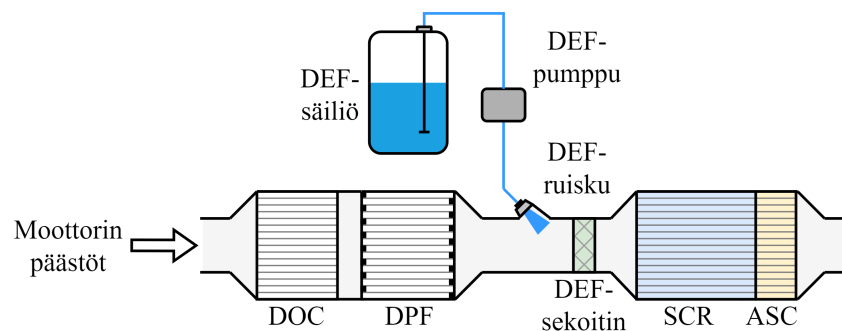 DEF-
säiliö
DEF-
pumppu
DEF-
ruisku
Moottorin
päästöt
DOC
DPF
DEF-
sekoitin
SCR
ASC